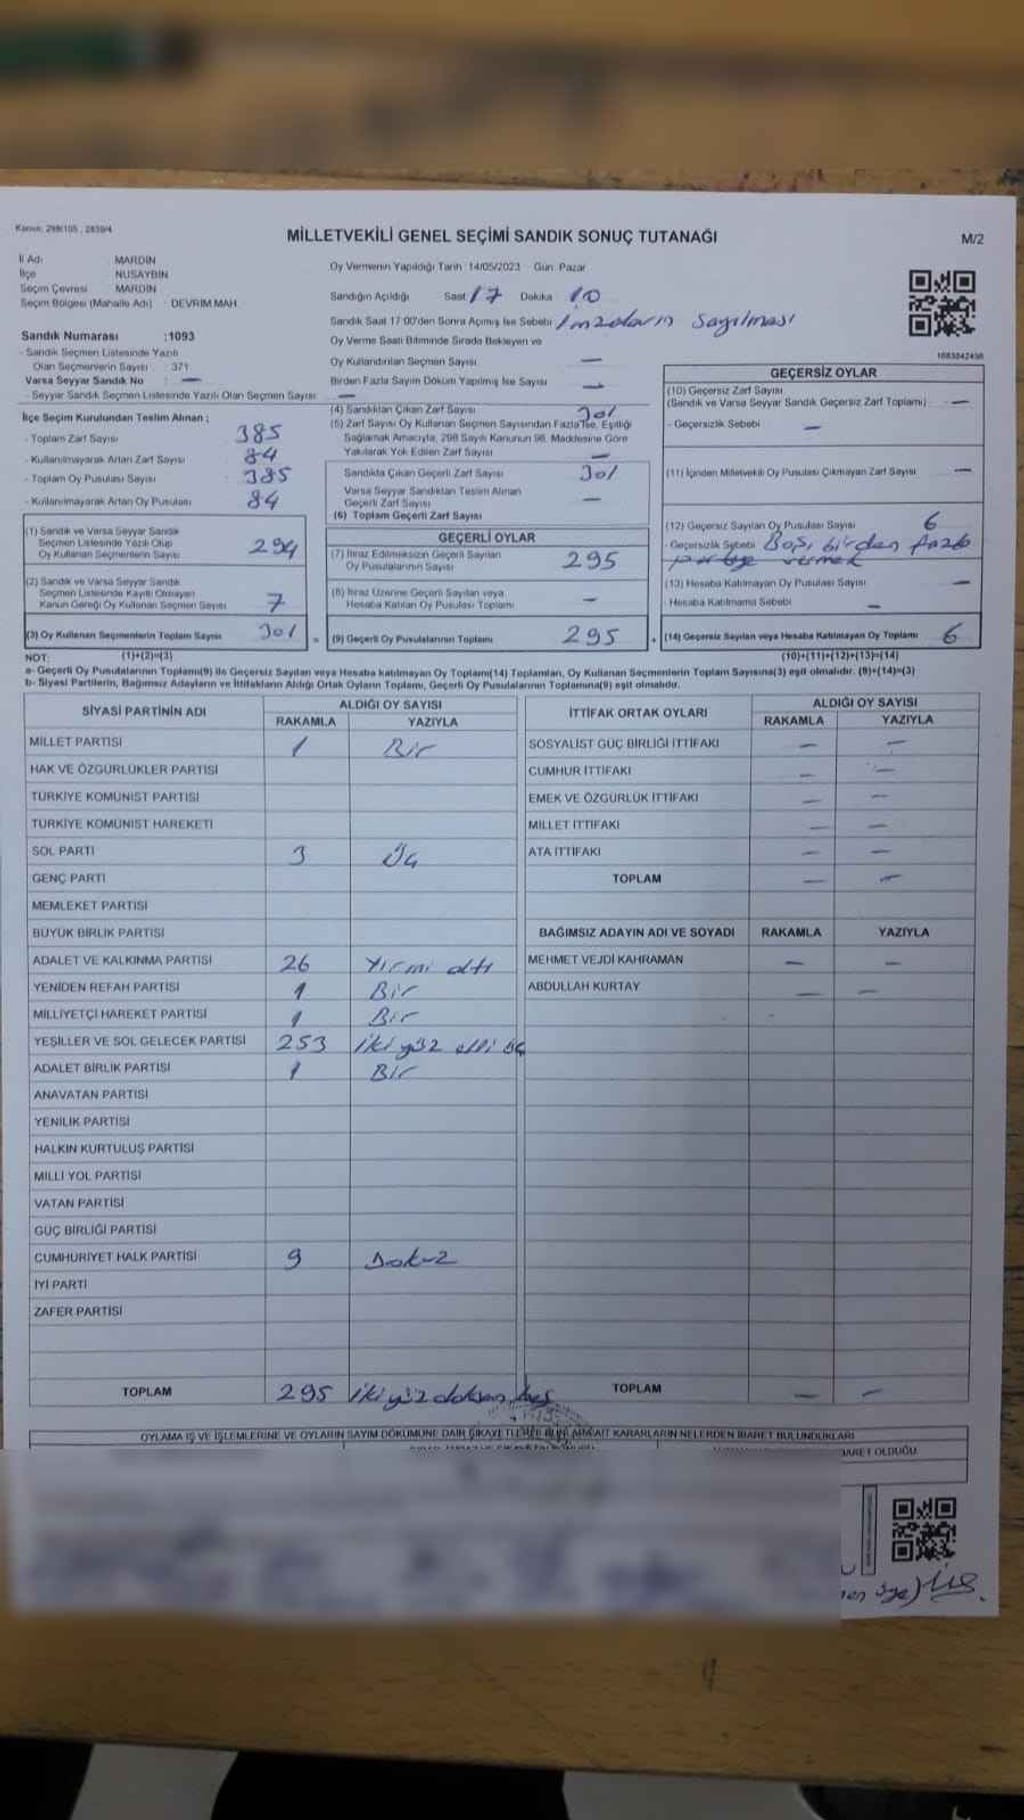 Kanun: 298/105 , 2839/4
MİLLETVEKİLİ GENEL SEÇİMİ SANDIK SONUÇ TUTANAĞI
M/2
İl Adı MARDİN
İlçe NUSAYBİN
Seçim Çevresi MARDİN
Seçim Bölgesi (Mahalle Adı) DEVRİM MAH.
Oy Vermenin Yapıldığı Tarih 14/05/2023 Gün: Pazar
Sandığın Açıldığı Saat 17 Dakika 10
Sandık Saat 17:00'den Sonra Açılmış İse Sebebi İmzaların sayılması
Oy Verme Saati Bitiminde Sırada Bekleyen ve
Oy Kullandırılan Seçmen Sayısı —
Birden Fazla Sayım Döküm Yapılmış İse Sayısı —
Sandık Numarası :1093
- Sandık Seçmen Listesinde Yazılı
Olan Seçmenlerin Sayısı : 371
Varsa Seyyar Sandık No : —
- Seyyar Sandık Seçmen Listesinde Yazılı Olan Seçmen Sayısı: —
İlçe Seçim Kurulundan Teslim Alınan ;
- Toplam Zarf Sayısı 385
- Kullanılmayarak Artan Zarf Sayısı 84
- Toplam Oy Pusulası Sayısı 385
- Kullanılmayarak Artan Oy Pusulası 84
(1) Sandık ve Varsa Seyyar Sandık
Seçmen Listesinde Yazılı Olup
Oy Kullanan Seçmenlerin Sayısı 294
(2) Sandık ve Varsa Seyyar Sandık
Seçmen Listesinde Kayıtlı Olmayan
Kanun Gereği Oy Kullanan Seçmen Sayısı 7
(3) Oy Kullanan Seçmenlerin Toplam Sayısı 301
(4) Sandıktan Çıkan Zarf Sayısı 301
(5) Zarf Sayısı Oy Kullanan Seçmen Sayısından Fazla İse, Eşitliği
Sağlamak Amacıyla, 298 Sayılı Kanunun 98. Maddesine Göre
Yakılarak Yok Edilen Zarf Sayısı —
Sandıkta Çıkan Geçerli Zarf Sayısı 301
Varsa Seyyar Sandıktan Teslim Alınan
Geçerli Zarf Sayısı —
(6) Toplam Geçerli Zarf Sayısı
GEÇERLİ OYLAR
(7) İtiraz Edilmeksizin Geçerli Sayılan
Oy Pusulalarının Sayısı 295
(8) İtiraz Üzerine Geçerli Sayılan veya
Hesaba Katılan Oy Pusulası Toplamı —
= (9) Geçerli Oy Pusulalarının Toplamı 295
1683042498
GEÇERSİZ OYLAR
(10) Geçersiz Zarf Sayısı
(Sandık ve Varsa Seyyar Sandık Geçersiz Zarf Toplamı) —
- Geçersizlik Sebebi —
(11) İçinden Milletvekili Oy Pusulası Çıkmayan Zarf Sayısı —
(12) Geçersiz Sayılan Oy Pusulası Sayısı 6
- Geçersizlik Sebebi Boş, birden fazla
partiye vermek
(13) Hesaba Katılmayan Oy Pusulası Sayısı —
- Hesaba Katılmama Sebebi —
+ (14) Geçersiz Sayılan veya Hesaba Katılmayan Oy Toplamı 6
NOT: (1)+(2)=(3)
(10)+(11)+(12)+(13)=(14)
a- Geçerli Oy Pusulalarının Toplamı(9) ile Geçersiz Sayılan veya Hesaba katılmayan Oy Toplamı(14) Toplamları, Oy Kullanan Seçmenlerin Toplam Sayısına(3) eşit olmalıdır. (9)+(14)=(3)
b- Siyasi Partilerin, Bağımsız Adayların ve İttifakların Aldığı Ortak Oyların Toplamı, Geçerli Oy Pusulalarının Toplamına(9) eşit olmalıdır.
SİYASİ PARTİNİN ADI
ALDIĞI OY SAYISI
RAKAMLA YAZIYLA
MİLLET PARTİSİ 1 Bir
HAK VE ÖZGÜRLÜKLER PARTİSİ
TÜRKİYE KOMÜNİST PARTİSİ
TÜRKİYE KOMÜNİST HAREKETİ
SOL PARTİ 3 Üç
GENÇ PARTİ
MEMLEKET PARTİSİ
BÜYÜK BİRLİK PARTİSİ
ADALET VE KALKINMA PARTİSİ 26 Yirmi altı
YENİDEN REFAH PARTİSİ 1 Bir
MİLLİYETÇİ HAREKET PARTİSİ 1 Bir
YEŞİLLER VE SOL GELECEK PARTİSİ 253 iki yüz elli üç
ADALET BİRLİK PARTİSİ 1 Bir
ANAVATAN PARTİSİ
YENİLİK PARTİSİ
HALKIN KURTULUŞ PARTİSİ
MİLLİ YOL PARTİSİ
VATAN PARTİSİ
GÜÇ BİRLİĞİ PARTİSİ
CUMHURİYET HALK PARTİSİ 9 Dokuz
İYİ PARTİ
ZAFER PARTİSİ
TOPLAM 295 iki yüz doksan beş
İTTİFAK ORTAK OYLARI
ALDIĞI OY SAYISI
RAKAMLA YAZIYLA
SOSYALİST GÜÇ BİRLİĞİ İTTİFAKI — —
CUMHUR İTTİFAKI — —
EMEK VE ÖZGÜRLÜK İTTİFAKI — —
MİLLET İTTİFAKI — —
ATA İTTİFAKI — —
TOPLAM — —
BAĞIMSIZ ADAYIN ADI VE SOYADI RAKAMLA YAZIYLA
MEHMET VEJDİ KAHRAMAN — —
ABDULLAH KURTAY — —
TOPLAM — —
OYLAMA İŞ VE İŞLEMLERİNE VE OYLARIN SAYIM DÖKÜMÜNE DAİR ŞİKAYET KARARLARIN NELERDEN İBARET BULUNDUKLARI
İBARET OLDUĞU